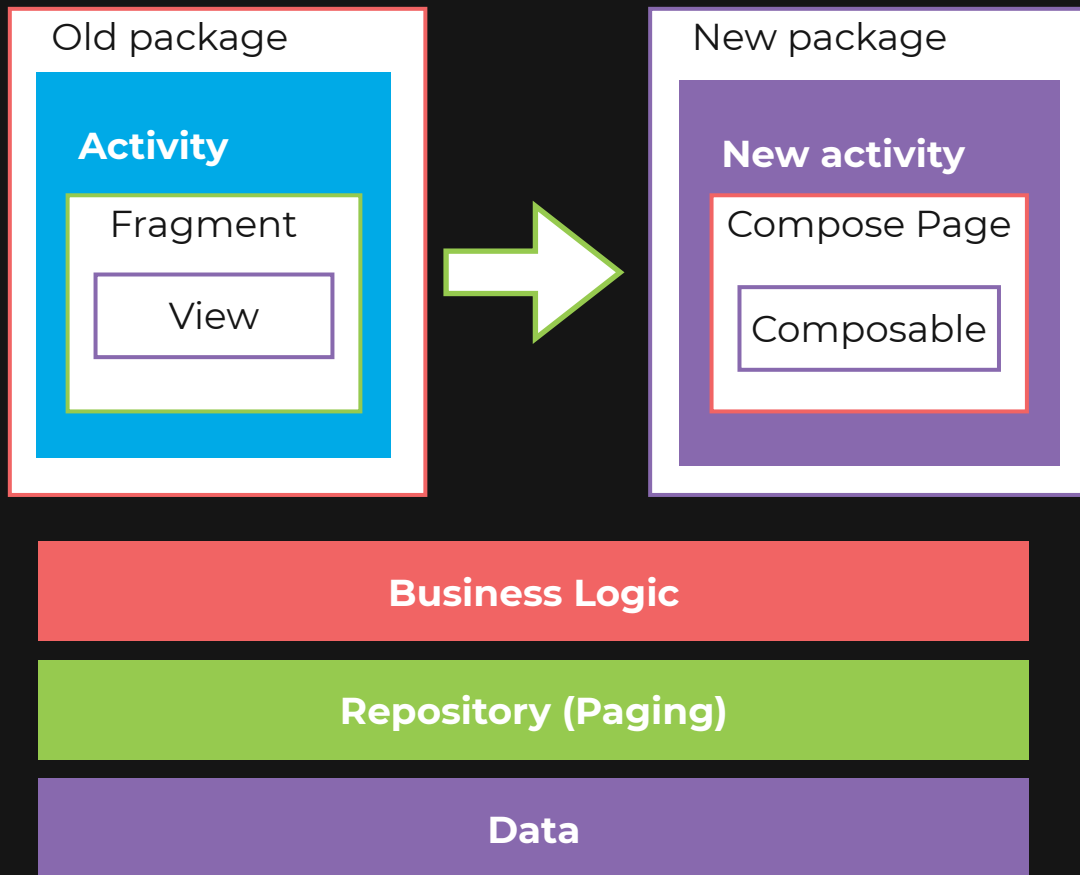 Old package
Activity
Fragment
View
New package
New activity
Compose Page
Composable
Business Logic
Repository (Paging)
Data